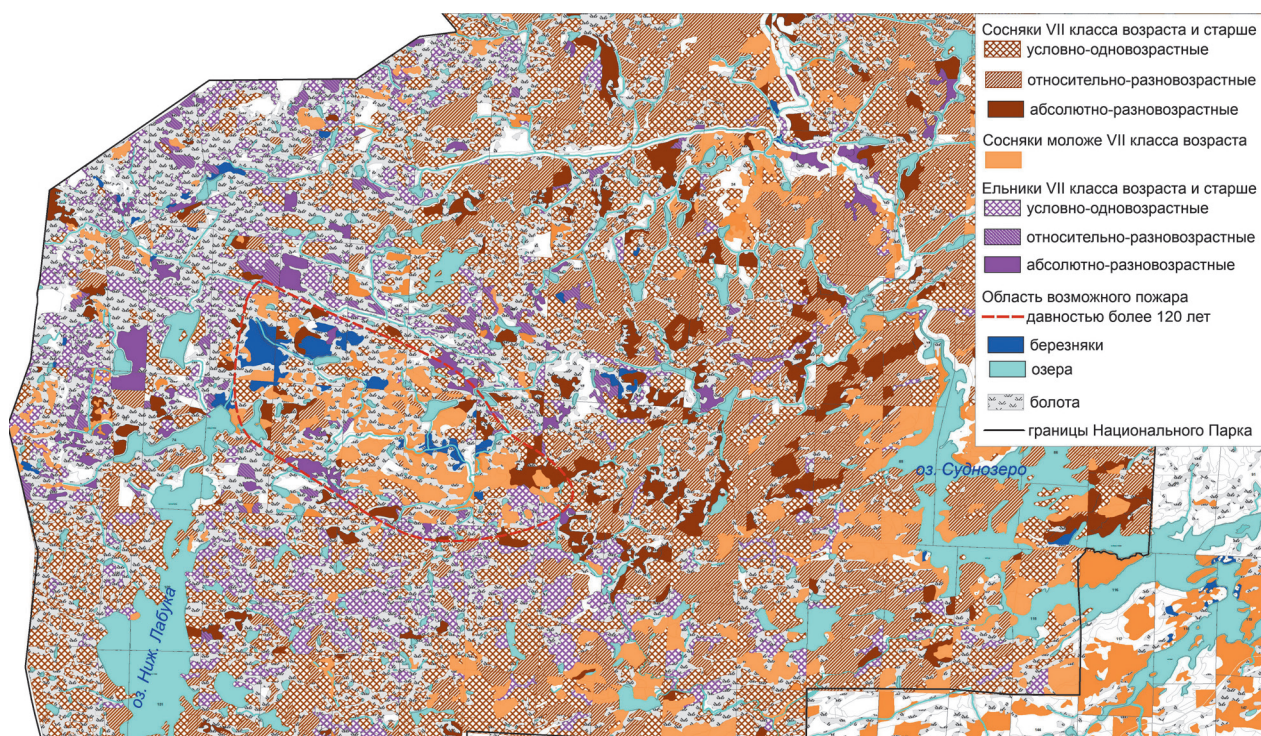 Сосняки VII класса возраста и старше
условно-одновозрастные
относительно-разновозрастные
абсолютно-разновозрастные
Сосняки моложе VII класса возраста
Ельники VII класса возраста и старше
условно-одновозрастные
относительно-разновозрастные
абсолютно-разновозрастные
Область возможного пожара
давностью более 120 лет
березняки
озера
болота
границы Национального Парка
оз. Суднозеро
оз. Ниж. Лабука